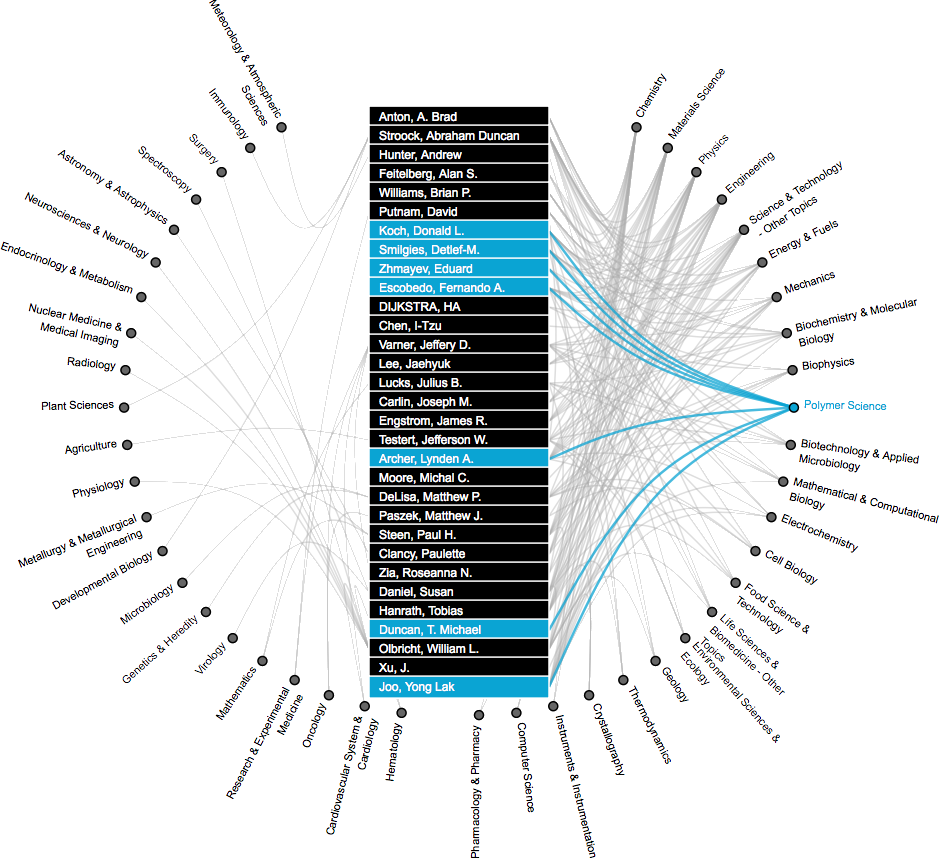 Meteorology & Atmospheric
Sciences
Immunology
Surgery
Spectroscopy
Astronomy & Astrophysics
Neurosciences & Neurology
Endocrinology & Metabolism
Nuclear Medicine &
Medical Imaging
Radiology
Plant Sciences
Agriculture
Physiology
Metallurgy & Metallurgical
Engineering
Developmental Biology
Microbiology
Genetics & Heredity
Virology
Mathematics
Research & Experimental
Medicine
Oncology
Cardiovascular System &
Cardiology
Hematology
Anton, A. Brad
Stroock, Abraham Duncan
Hunter, Andrew
Feitelberg, Alan S.
Williams, Brian P.
Putnam, David
Koch, Donald L.
Smilgies, Detlef-M.
Zhmayev, Eduard
Escobedo, Fernando A.
DIJKSTRA, HA
Chen, I-Tzu
Varner, Jeffery D.
Lee, Jaehyuk
Lucks, Julius B.
Carlin, Joseph M.
Engstrom, James R.
Testert, Jefferson W.
Archer, Lynden A.
Moore, Michal C.
DeLisa, Matthew P.
Paszek, Matthew J.
Steen, Paul H.
Clancy, Paulette
Zia, Roseanna N.
Daniel, Susan
Hanrath, Tobias
Duncan, T. Michael
Olbricht, William L.
Xu, J.
Joo, Yong Lak
Chemistry
Materials Science
Physics
Engineering
Science & Technology
- Other Topics
Energy & Fuels
Mechanics
Biochemistry & Molecular
Biology
Biophysics
Polymer Science
Biotechnology & Applied
Microbiology
Mathematical & Computational
Biology
Electrochemistry
Cell Biology
Food Science &
Technology
Life Sciences &
Biomedicine - Other
Topics
Environmental Sciences &
Ecology
Geology
Thermodynamics
Crystallography
Instruments & Instrumentation
Computer Science
Pharmacology & Pharmacy